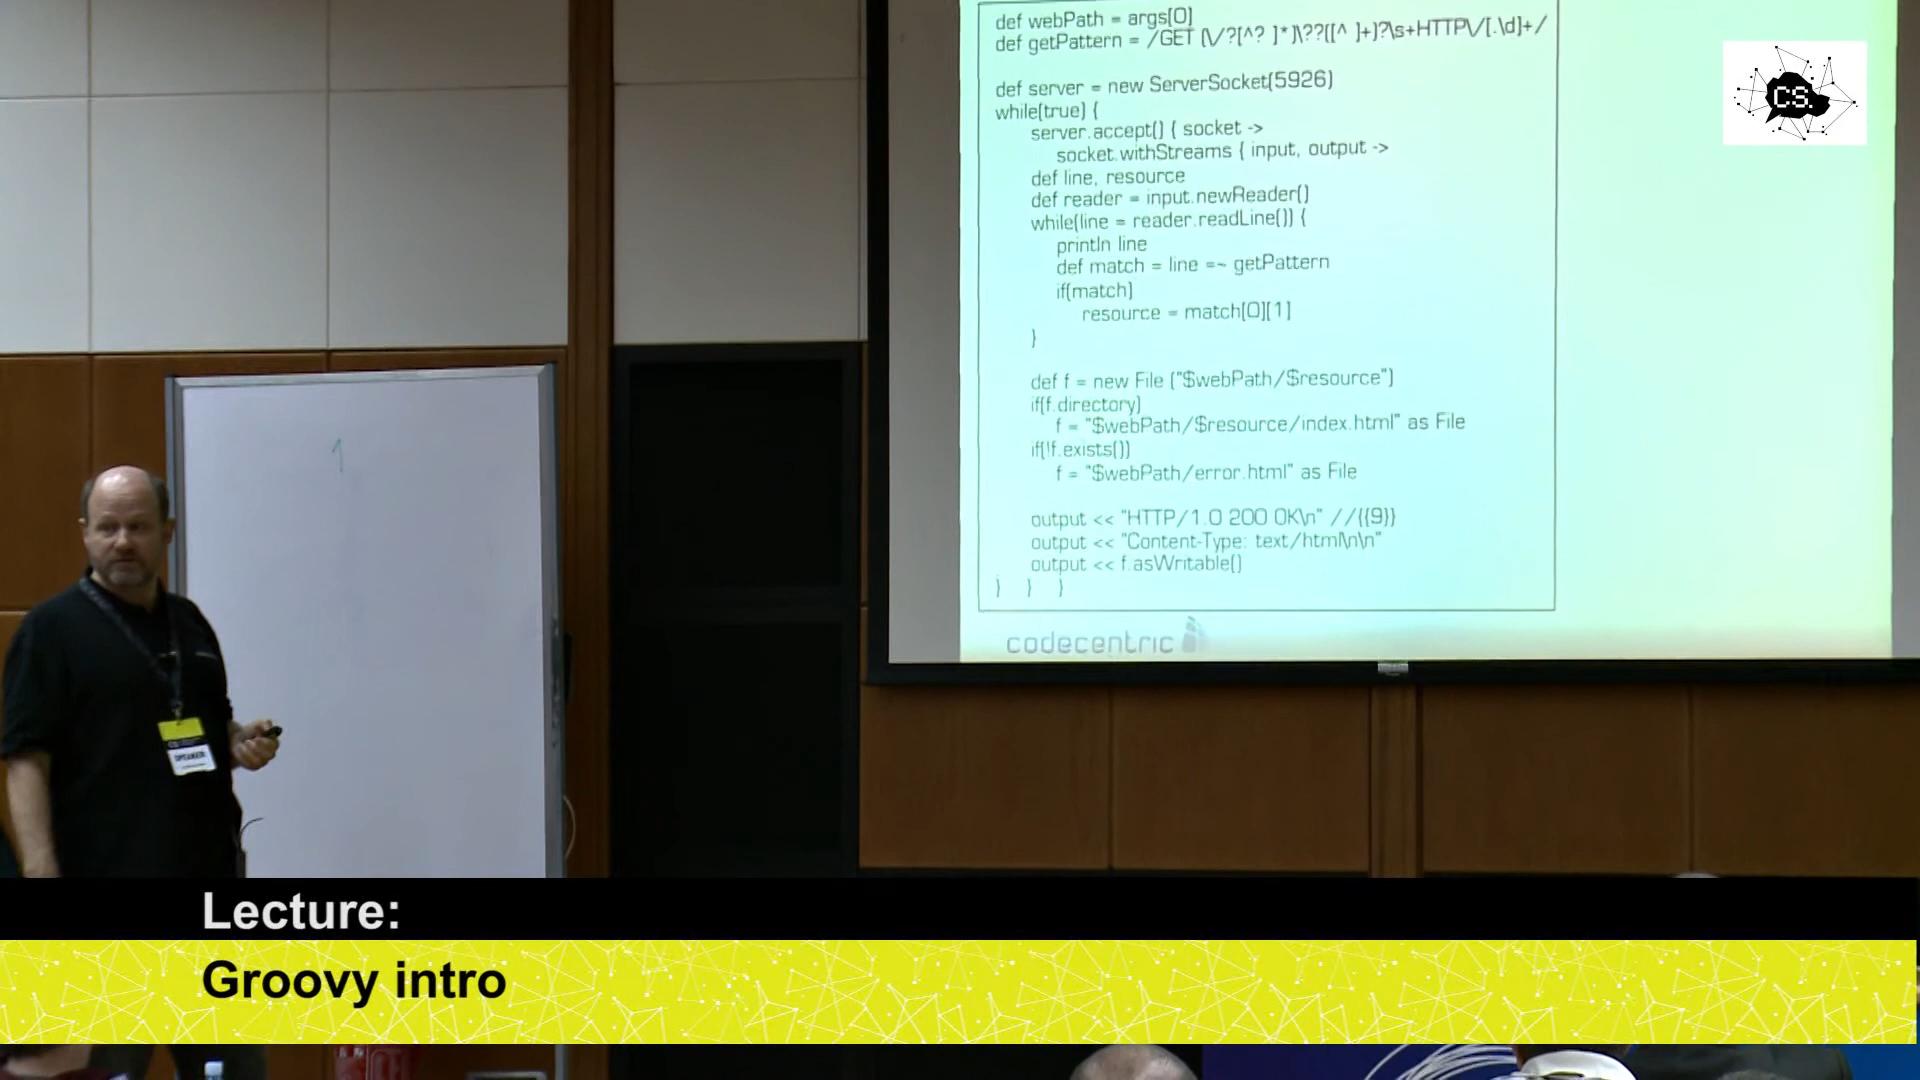 def webPath = args[0]
def getPattern = /GET (\/?[^? ]*)\??([^ ]+)?\s+HTTP\/[.\d]+/
def server = new ServerSocket(5926)
while(true) {
server.accept() { socket ->
socket.withStreams { input, output ->
def line, resource
def reader = input.newReader()
while(line = reader.readLine()) {
println line
def match = line =~ getPattern
if(match)
resource = match[0][1]
}
def f = new File ("$webPath/$resource")
if(f.directory)
f = "$webPath/$resource/index.html" as File
if(!f.exists())
f = "$webPath/error.html" as File
output << "HTTP/1.0 200 OK\n" //{{9}}
output << "Content-Type: text/html\n\n"
output << f.asWritable()
} } }
codecentric
CS.
1
SPEAKER
Lecture:
Groovy intro